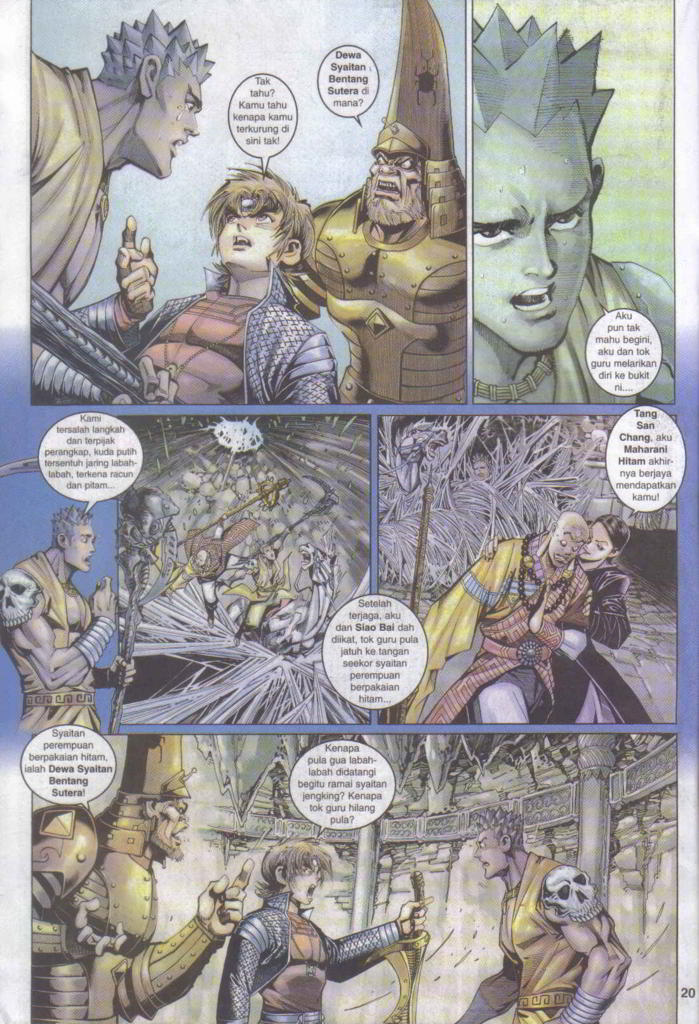 Tak
tahu?
Kamu tahu
kenapa kamu
terkurung di
sini tak!
Dewa
Syaitan
Bentang
Sutera di
mana?
Aku
pun tak
mahu begini,
aku dan tok
guru melarikan
diri ke bukit
ni....
Kami
tersalah langkah
dan terpijak
perangkap, kuda putih
tersentuh jaring labah-
labah, terkena racun
dan pitam...
Setelah
terjaga, aku
dan Siao Bai dah
diikat, tok guru pula
jatuh ke tangan
seekor syaitan
perempuan
berpakaian
hitam...
Tang
San
Chang, aku
Maharani
Hitam akhir-
nya berjaya
mendapatkan
kamu!
Syaitan
perempuan
berpakaian hitam,
ialah Dewa Syaitan
Bentang
Sutera!
Kenapa
pula gua labah-
labah didatangi
begitu ramai syaitan
jengking? Kenapa
tok guru hilang
pula?
20